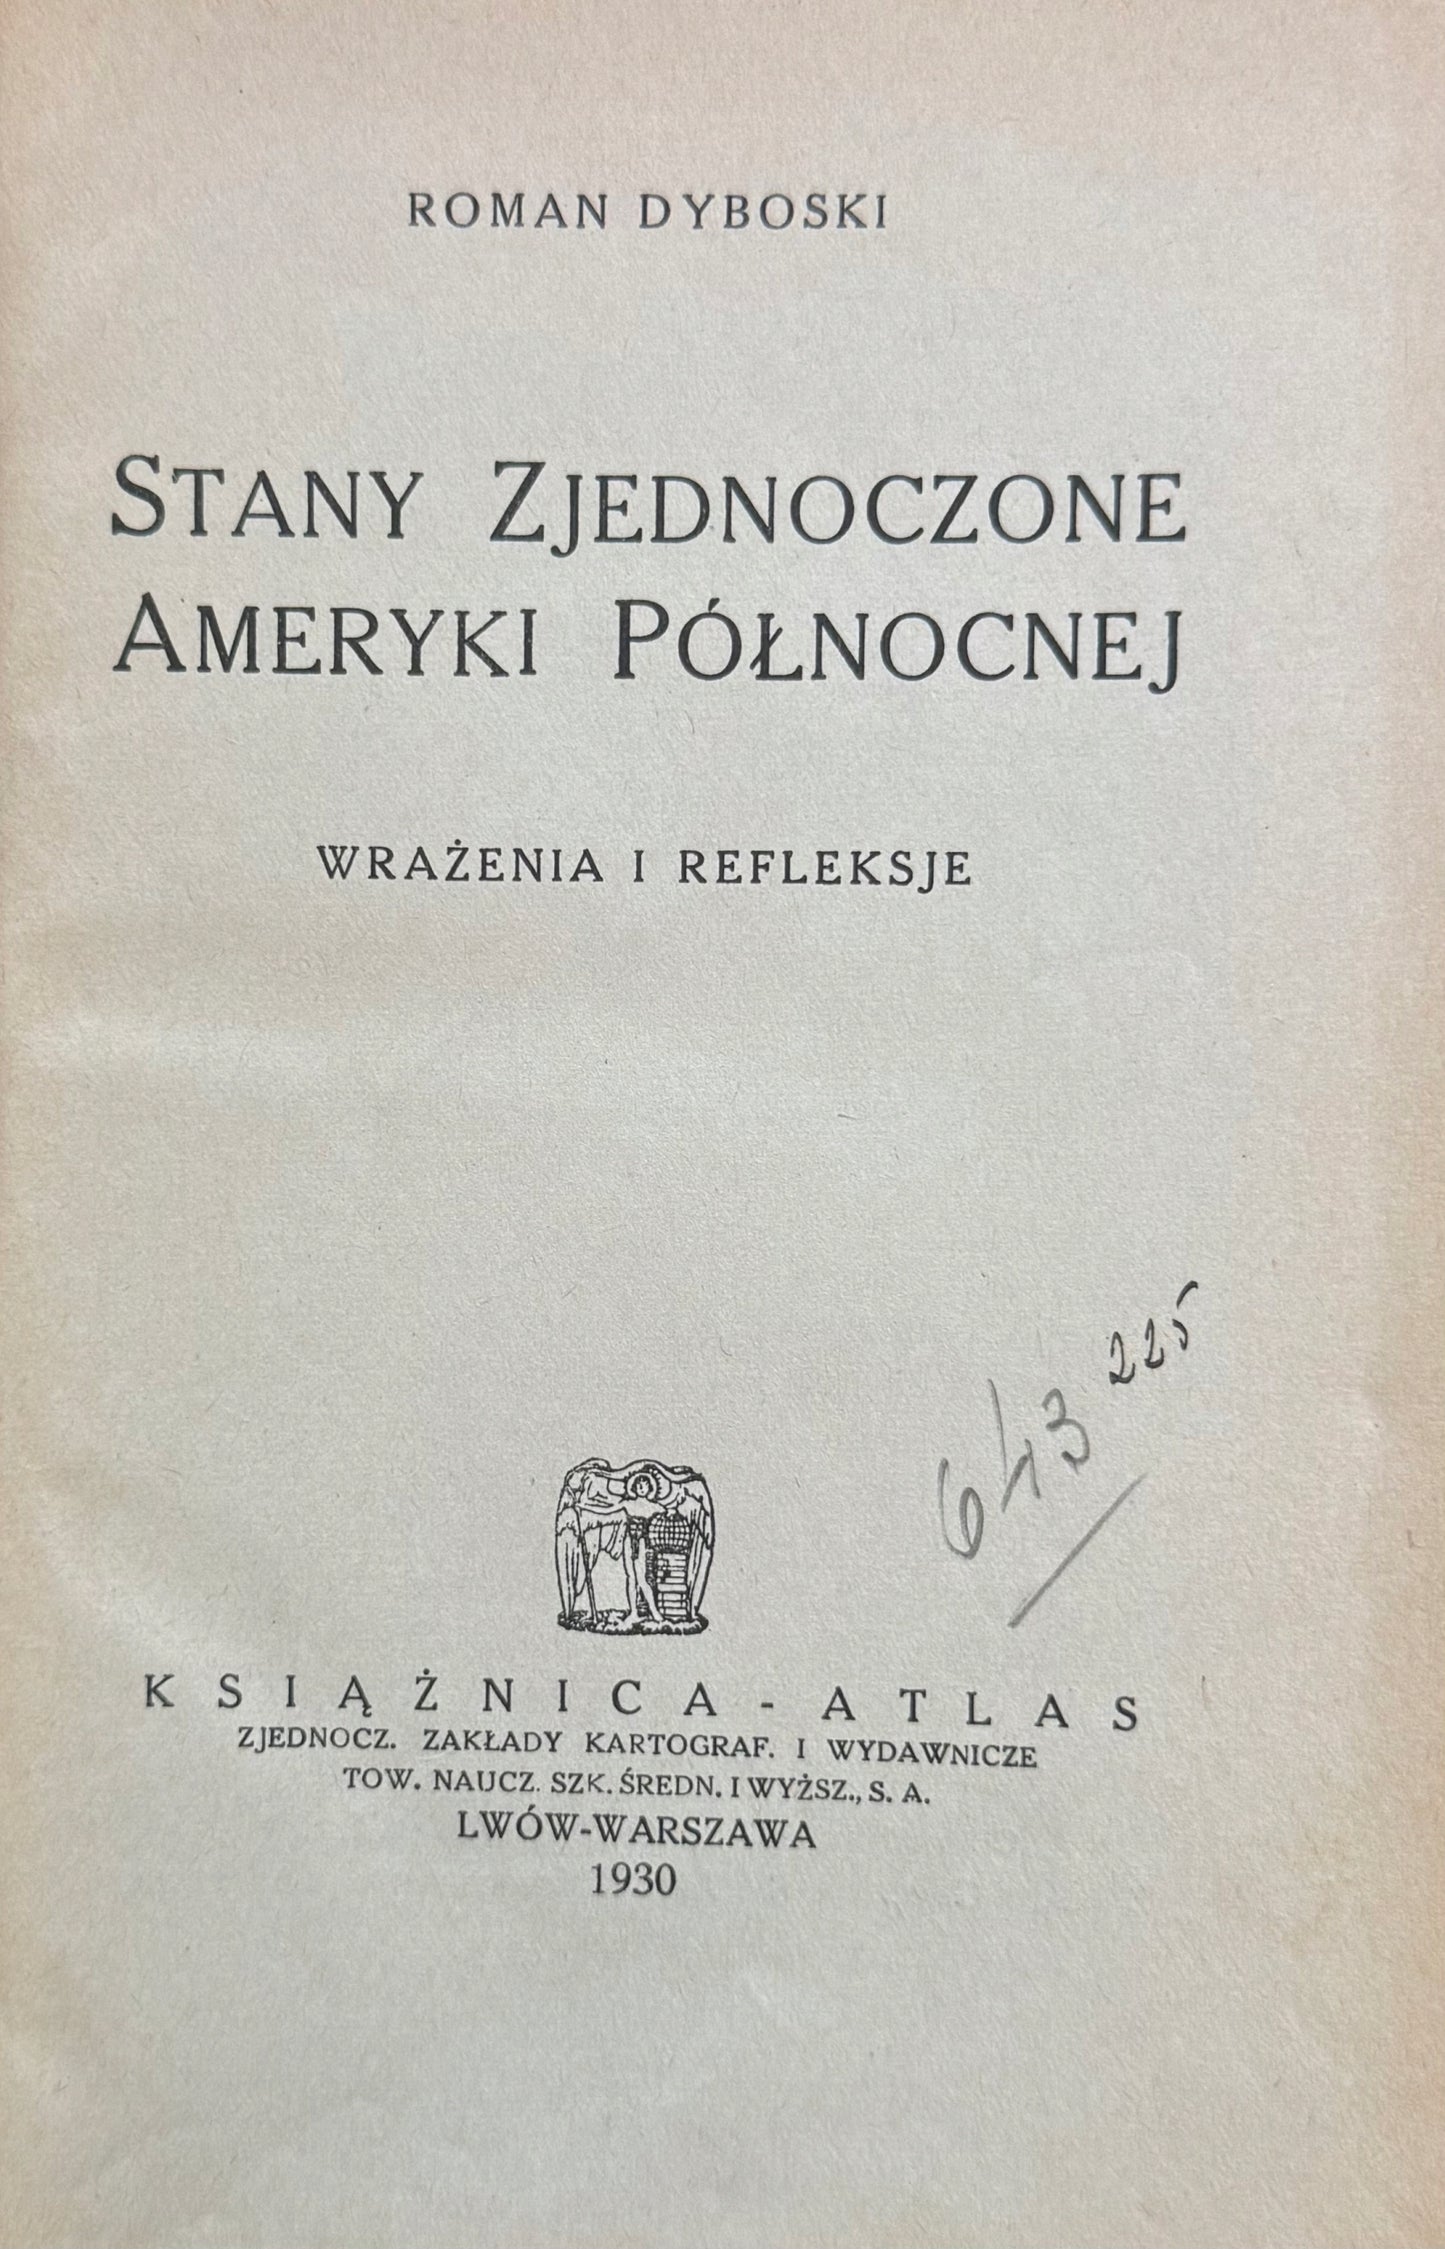 ROMAN DYBOSKI
STANY ZJEDNOCZONE
AMERYKI PÓŁNOCNEJ
WRAŻENIA I REFLEKSJE
225
643
KSIĄŻNICA-ATLAS
ZJEDNOCZ. ZAKŁADY KARTOGRAF. I WYDAWNICZE
TOW. NAUCZ. SZK. ŚREDN. I WYŻSZ., S. A.
LWÓW-WARSZAWA
1930